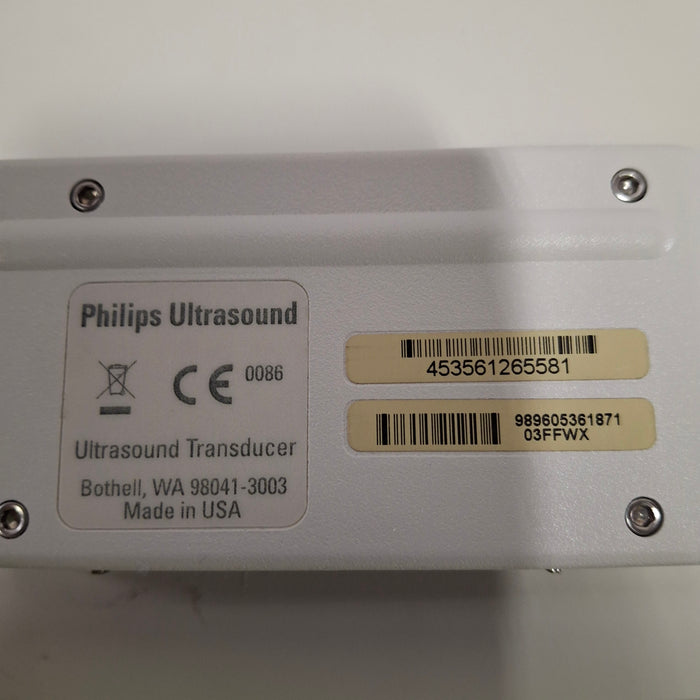 Philips Ultrasound
CE 0086
Ultrasound Transducer
Bothell, WA 98041-3003
Made in USA
453561265581
989605361871
03FFWX